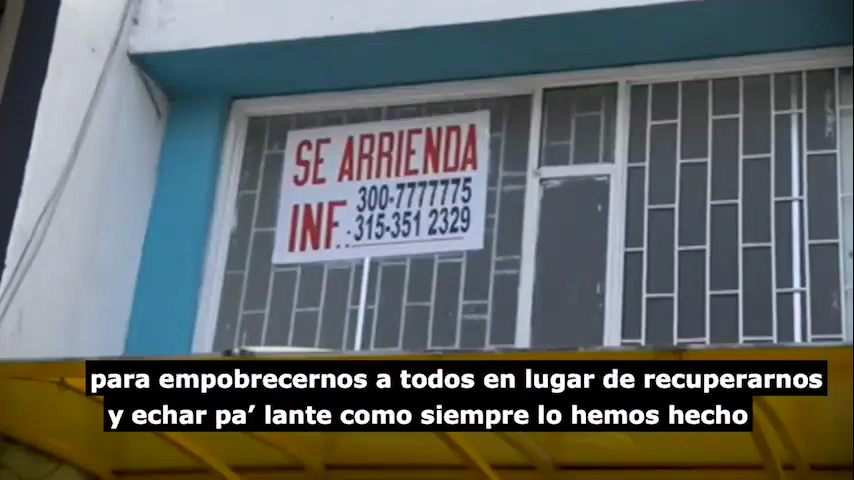 SE ARRIENDA
300-7777775
INF.:315-351 2329
para empobrecernos a todos en lugar de recuperarnos
y echar pa’ lante como siempre lo hemos hecho